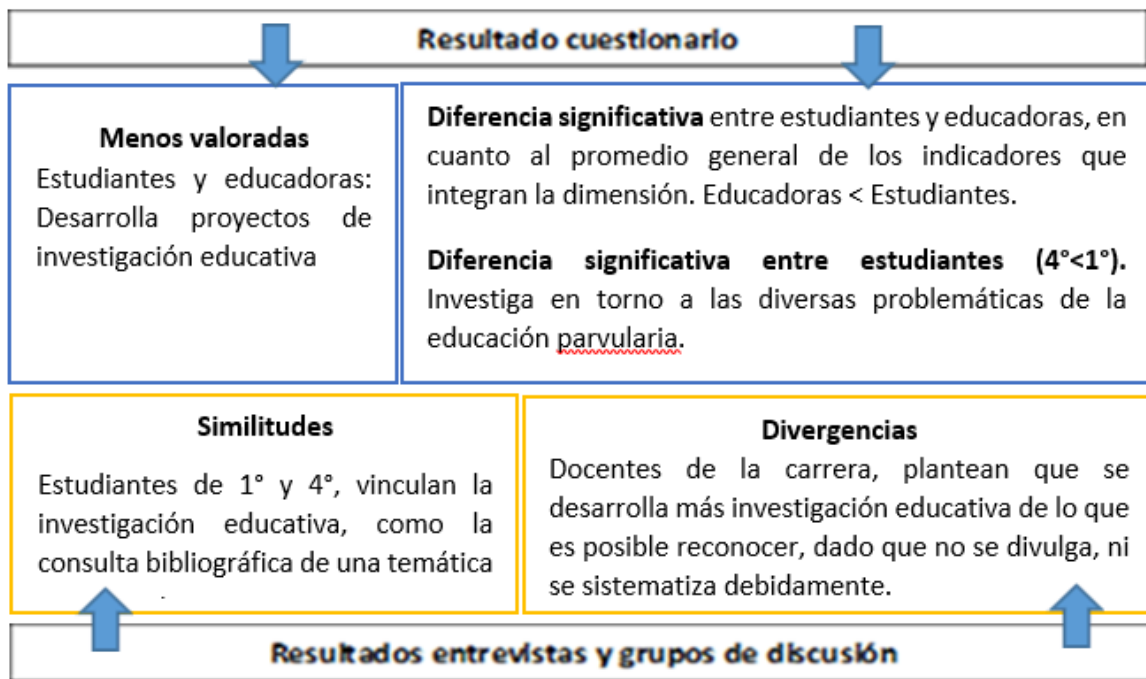 Resultado cuestionario
Menos valoradas
Estudiantes y educadoras:
Desarrolla proyectos de
investigación educativa
Diferencia significativa entre estudiantes y educadoras, en
cuanto al promedio general de los indicadores que
integran la dimensión. Educadoras < Estudiantes.
Diferencia significativa entre estudiantes (4°<1°).
Investiga en torno a las diversas problemáticas de la
educación parvularia.
Similitudes
Estudiantes de 1° y 4°, vinculan la
investigación educativa, como la
consulta bibliográfica de una temática
Divergencias
Docentes de la carrera, plantean que se
desarrolla más investigación educativa de lo que
es posible reconocer, dado que no se divulga, ni
se sistematiza debidamente.
Resultados entrevistas y grupos de discusión